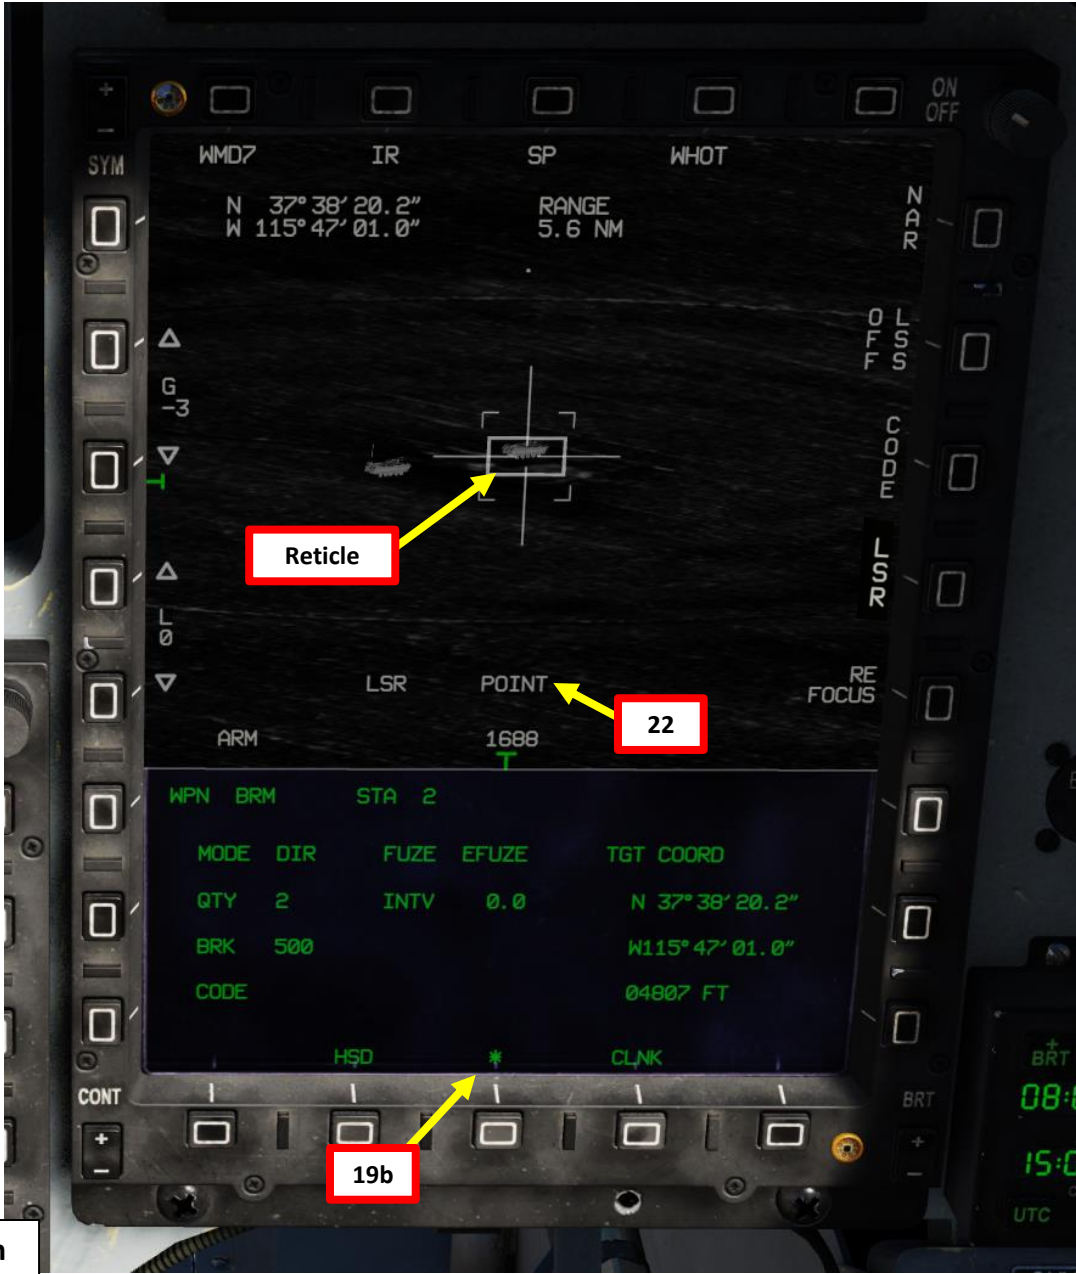 ON
OFF
+
-
SYM
WMD7 IR SP WHOT
N 37°38'20.2" RANGE
W 115°47'01.0" 5.6 NM
NAR
OFF LSS
G
-3
CODE
Reticle
LSR
L
0
LSR POINT
RE
FOCUS
22
ARM 1688
WPN BRM STA 2
MODE DIR FUZE EFUZE TGT COORD
QTY 2 INTV 0.0 N 37°38'20.2"
BRK 500 W115°47'01.0"
CODE 04807 FT
HSD * CLNK
CONT BRT
+
-
+
-
19b
+
BRT
08:
15:
UTC